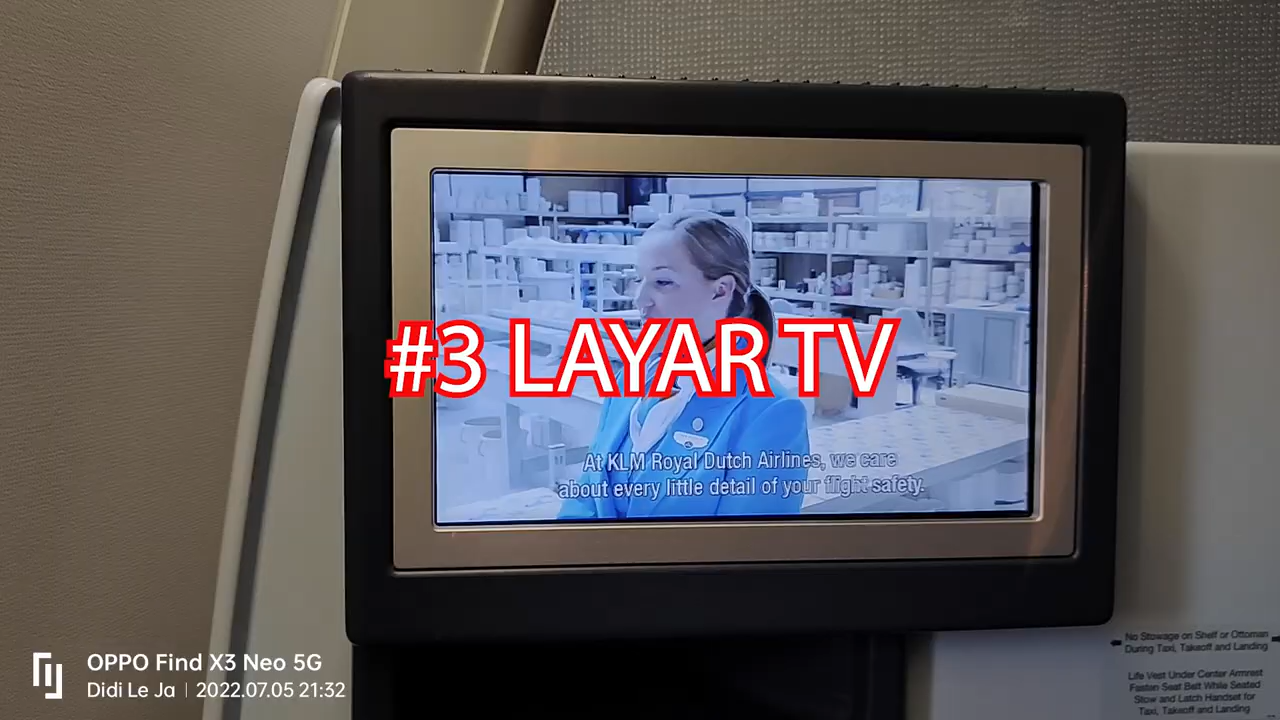 #3 LAYAR TV
At KLM Royal Dutch Airlines, we care
about every little detail of your flight safety.
No Stowage on Shelf or Ottoman
During Taxi, Takeoff and Landing
Life Vest Under Center Armrest
Fasten Seat Belt While Seated
Stow and Latch Handset for
Taxi, Takeoff and Landing
OPPO Find X3 Neo 5G
Didi Le Ja | 2022.07.05 21:32